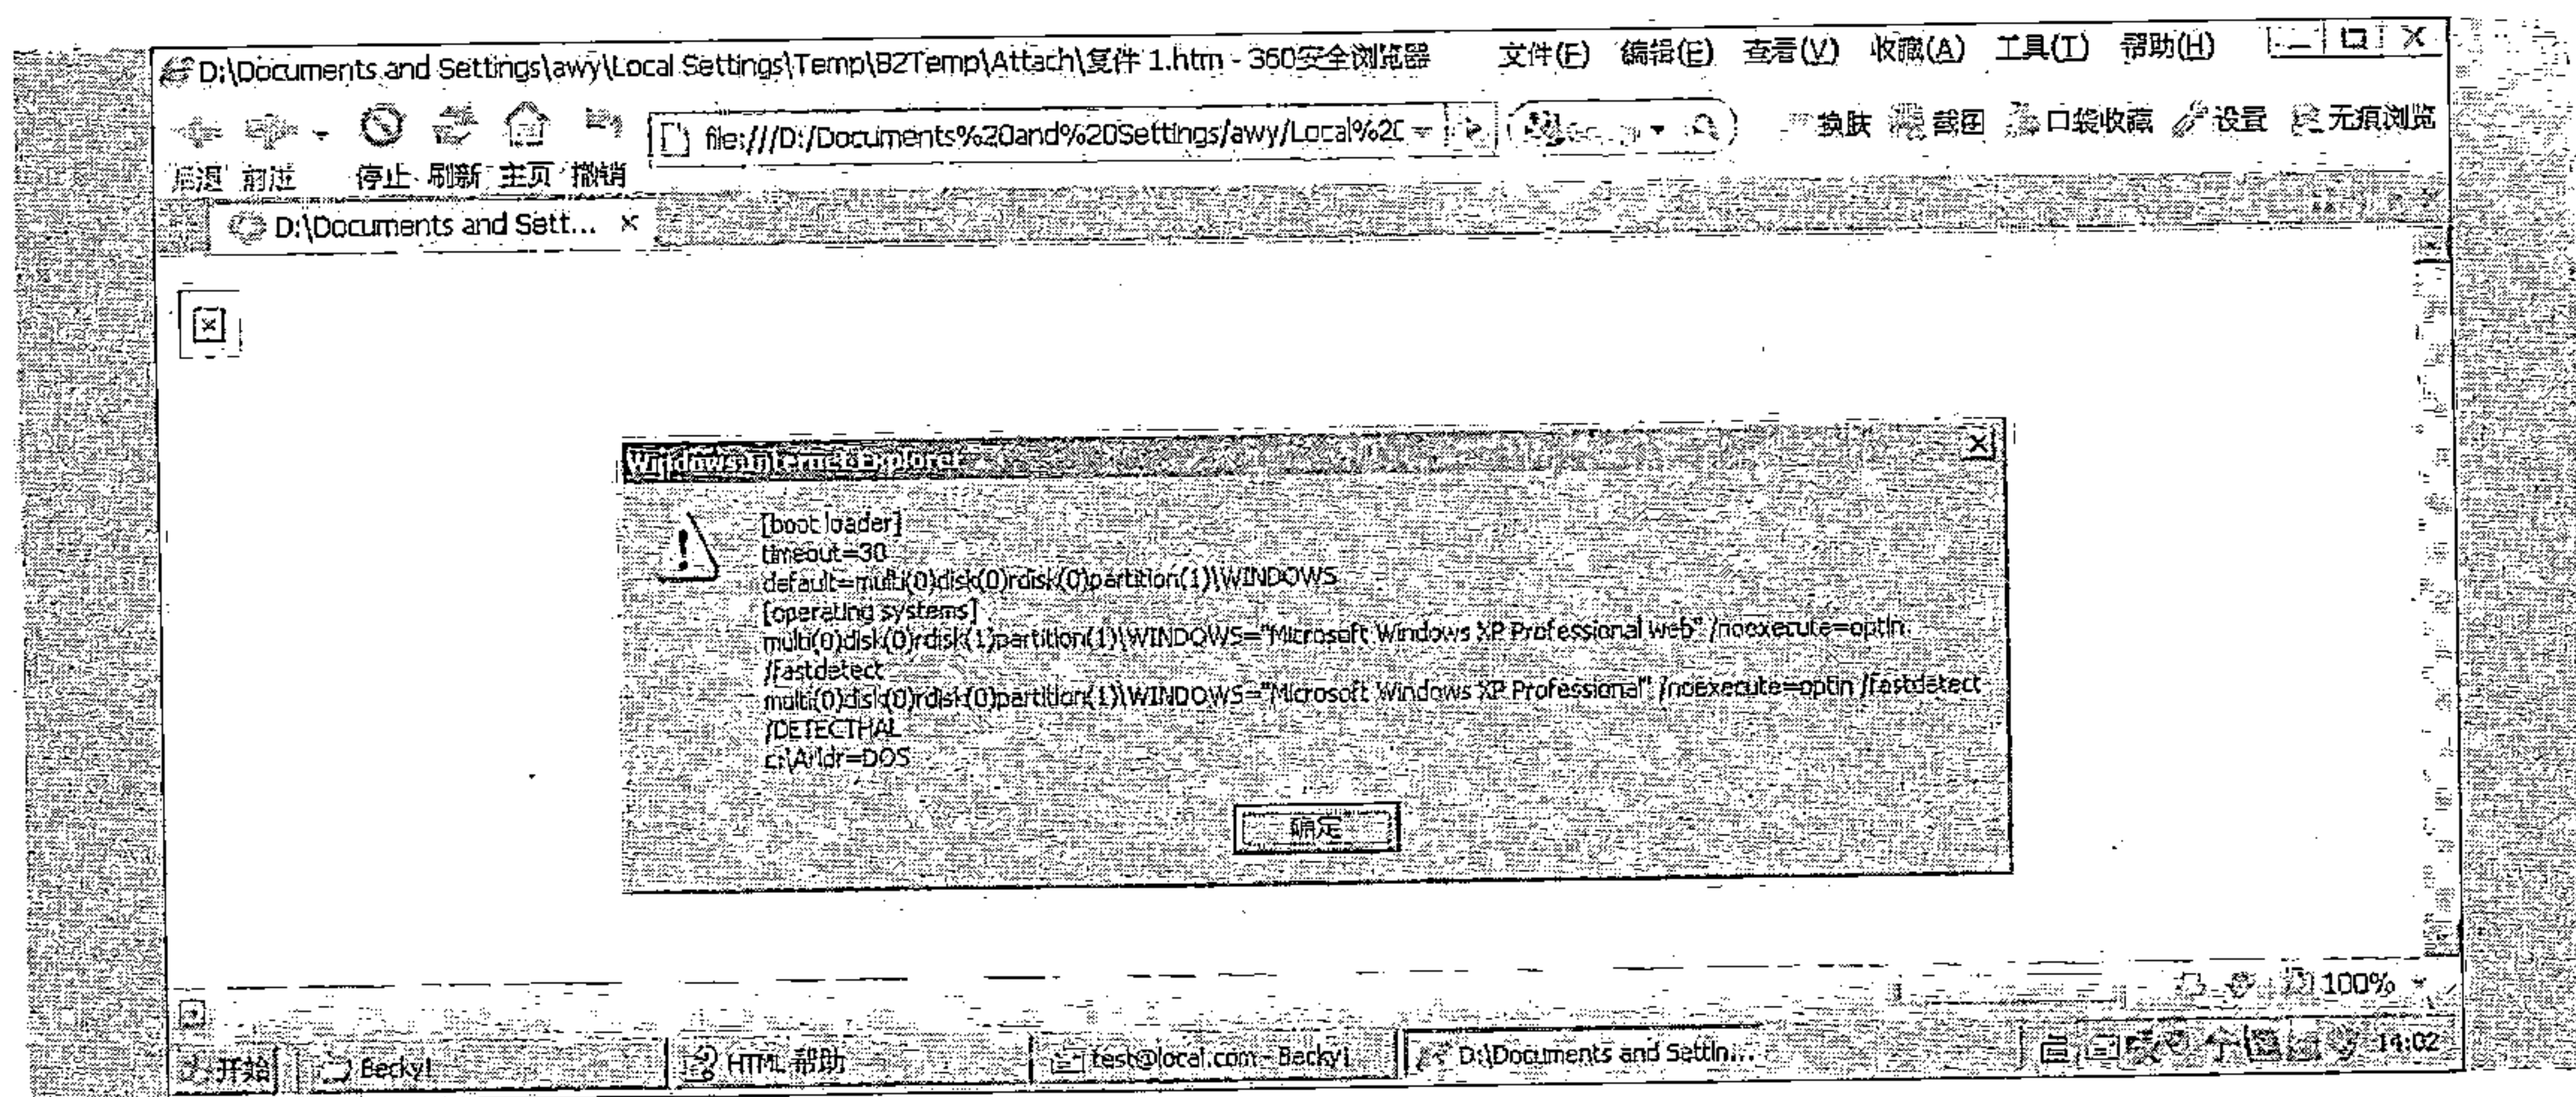 D:\Documents and Settings\awy\Local Settings\Temp\B2Temp\Attach\复件 1.htm - 360安全浏览器 文件(F) 编辑(E) 查看(V) 收藏(A) 工具(T) 帮助(H)
file:///D:/Documents%20and%20Settings/awy/Local%20 换肤 截图 口袋收藏 设置 无痕浏览
后退 前进 停止 刷新 主页 撤销
D:\Documents and Sett...
Windows Internet Explorer
[boot loader]
timeout=30
default=multi(0)disk(0)rdisk(0)partition(1)\WINDOWS
[operating systems]
multi(0)disk(0)rdisk(1)partition(1)\WINDOWS="Microsoft Windows XP Professional web" /noexecute=optin
/fastdetect
multi(0)disk(0)rdisk(0)partition(1)\WINDOWS="Microsoft Windows XP Professional" /noexecute=optin /fastdetect
/DETECTHAL
c:\Arldr=DOS
确定
100%
开始 Becky! HTML 帮助 test@local.com - Becky! D:\Documents and Settin... 14:02